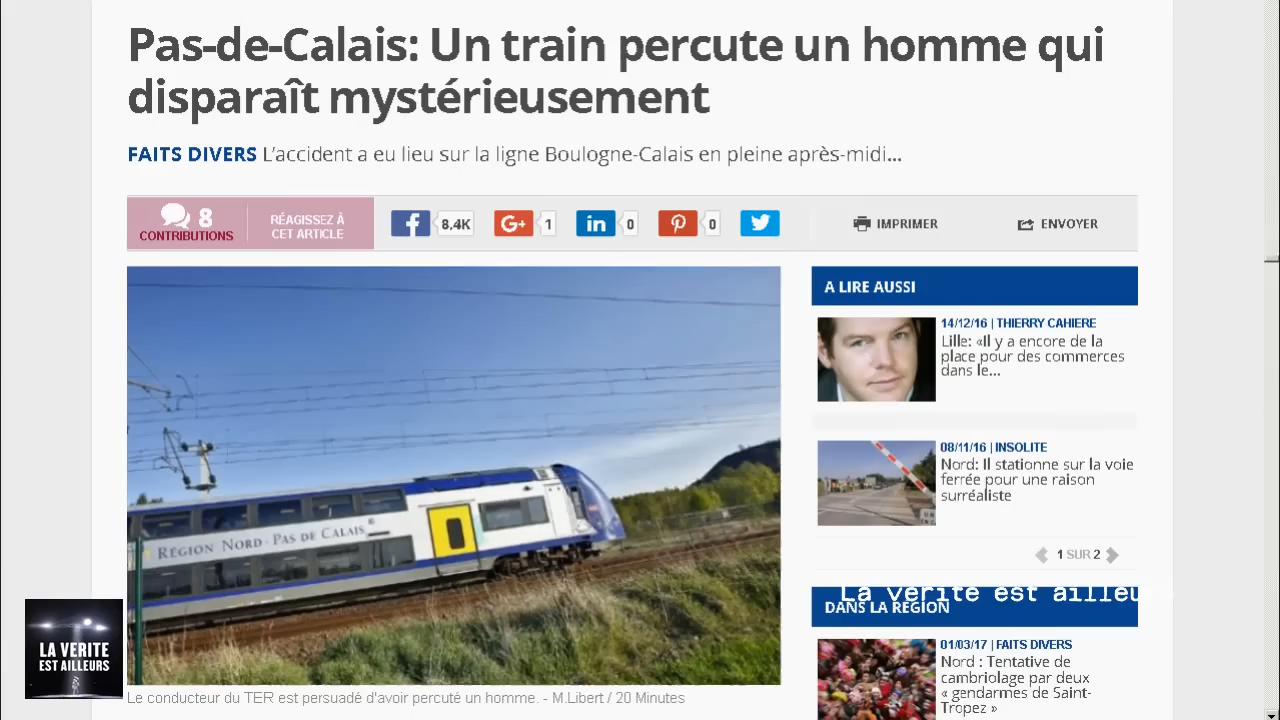 Pas-de-Calais: Un train percute un homme qui
disparaît mystérieusement
FAITS DIVERS L'accident a eu lieu sur la ligne Boulogne-Calais en pleine après-midi...
8
CONTRIBUTIONS
RÉAGISSEZ À
CET ARTICLE
8,4K
G+ 1
in 0
0
IMPRIMER
ENVOYER
RÉGION NORD-PAS DE CALAIS
Le conducteur du TER est persuadé d'avoir percuté un homme. - M.Libert / 20 Minutes
A LIRE AUSSI
14/12/16 | THIERRY CAHIERE
Lille: «Il y a encore de la
place pour des commerces
dans le...
08/11/16 | INSOLITE
Nord: Il stationne sur la voie
ferrée pour une raison
surréaliste
1 SUR 2
La verite est ailleu
DANS LA RÉGION
01/03/17 | FAITS DIVERS
Nord : Tentative de
cambriolage par deux
« gendarmes de Saint-
Tropez »
LA VERITE
EST AILLEURS